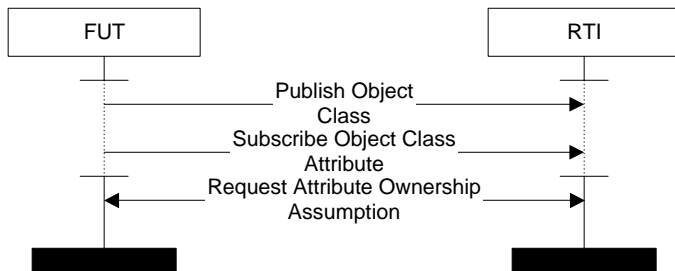 FUT
RTI
Publish Object
Class
Subscribe Object Class
Attribute
Request Attribute Ownership
Assumption